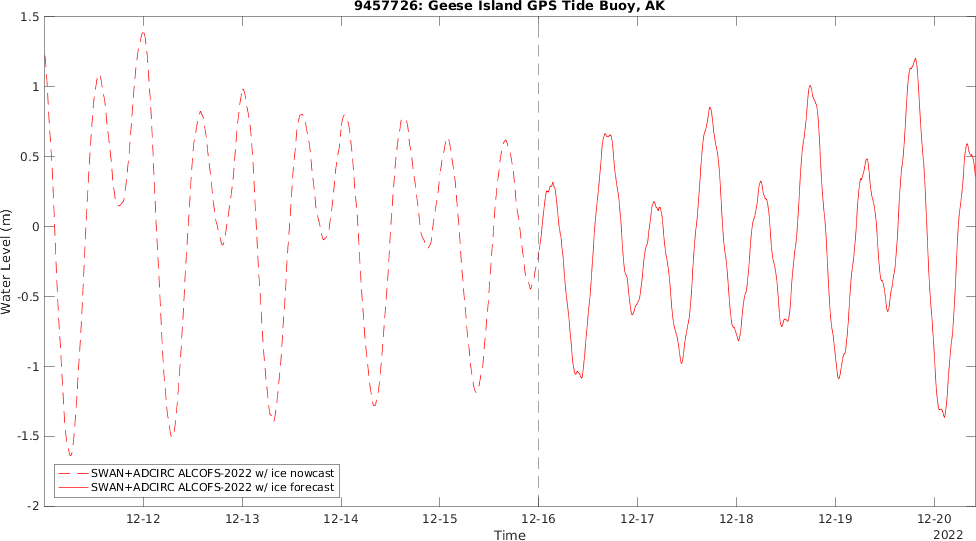 9457726: Geese Island GPS Tide Buoy, AK
1.5
1
0.5
0
-0.5
-1
-1.5
-2
Water Level (m)
SWAN+ADCIRC ALCOFS-2022 w/ ice nowcast
SWAN+ADCIRC ALCOFS-2022 w/ ice forecast
12-12 12-13 12-14 12-15 12-16 12-17 12-18 12-19 12-20
Time
2022